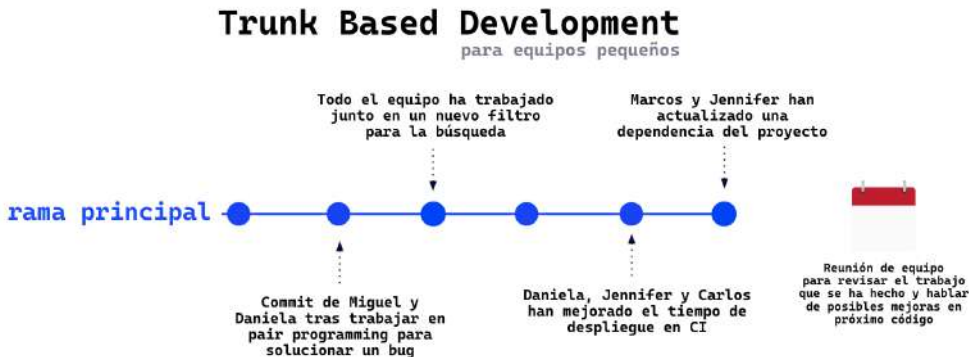 Trunk Based Development
para equipos pequeños
Todo el equipo ha trabajado
junto en un nuevo filtro
para la búsqueda
Marcos y Jennifer han
actualizado una
dependencia del proyecto
rama principal
Commit de Miguel y
Daniela tras trabajar en
pair programming para
solucionar un bug
Daniela, Jennifer y Carlos
han mejorado el tiempo de
despliegue en CI
Reunión de equipo
para revisar el trabajo
que se ha hecho y hablar
de posibles mejoras en
próximo código